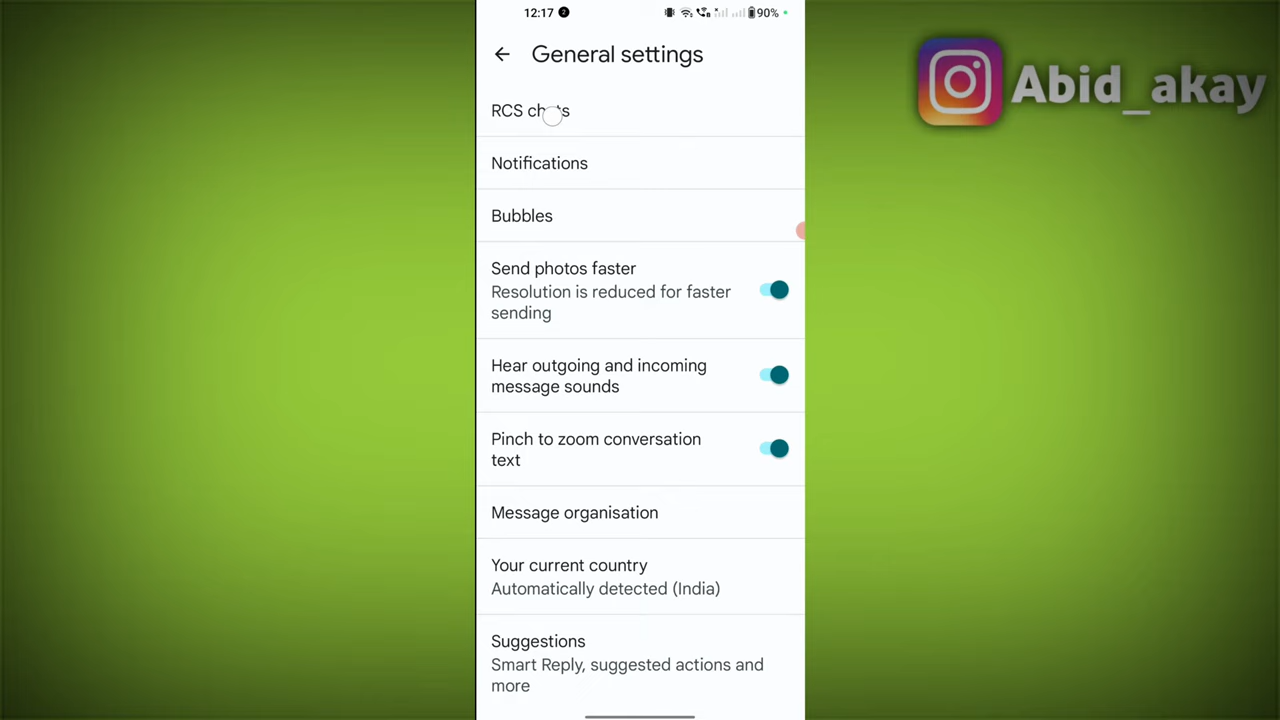 12:17 2 90%
Abid_akay
General settings
RCS chats
Notifications
Bubbles
Send photos faster
Resolution is reduced for faster
sending
Hear outgoing and incoming
message sounds
Pinch to zoom conversation
text
Message organisation
Your current country
Automatically detected (India)
Suggestions
Smart Reply, suggested actions and
more